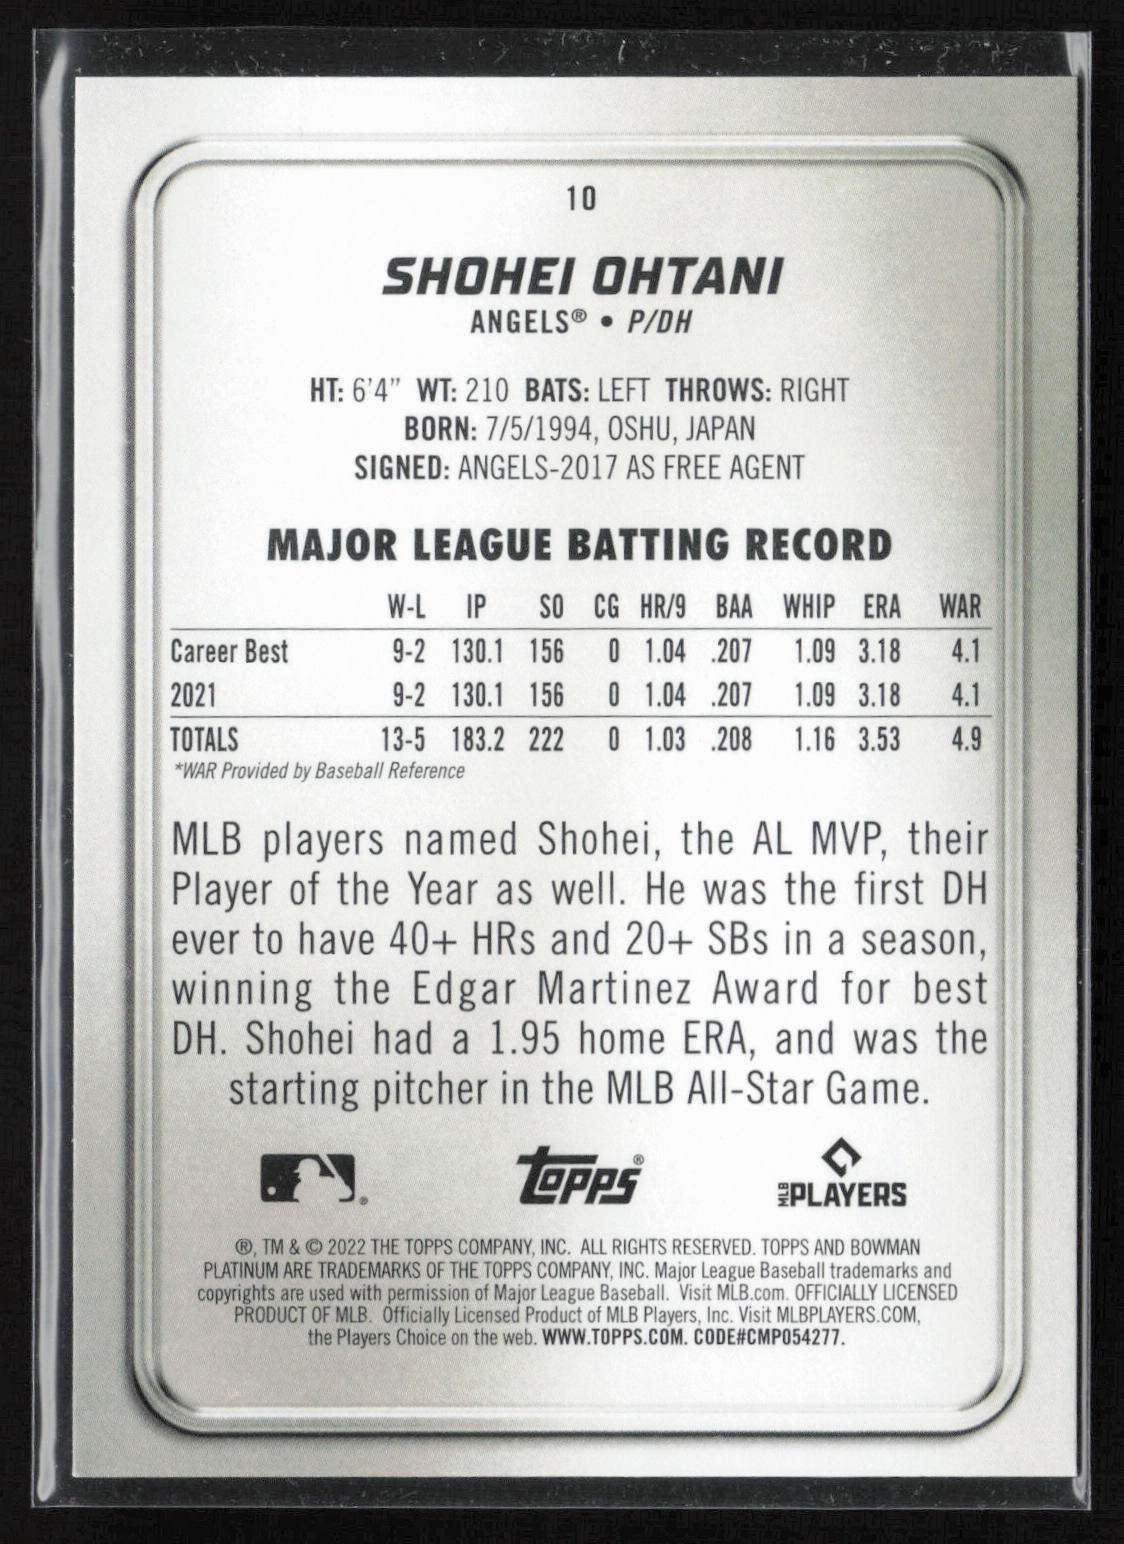 10
SHOHEI OHTANI
ANGELS® • P/DH
HT: 6'4" WT: 210 BATS: LEFT THROWS: RIGHT
BORN: 7/5/1994, OSHU, JAPAN
SIGNED: ANGELS-2017 AS FREE AGENT
MAJOR LEAGUE BATTING RECORD
W-L IP SO CG HR/9 BAA WHIP ERA WAR
Career Best 9-2 130.1 156 0 1.04 .207 1.09 3.18 4.1
2021 9-2 130.1 156 0 1.04 .207 1.09 3.18 4.1
TOTALS 13-5 183.2 222 0 1.03 .208 1.16 3.53 4.9
*WAR Provided by Baseball Reference
MLB players named Shohei, the AL MVP, their
Player of the Year as well. He was the first DH
ever to have 40+ HRs and 20+ SBs in a season,
winning the Edgar Martinez Award for best
DH. Shohei had a 1.95 home ERA, and was the
starting pitcher in the MLB All-Star Game.
® Topps® MLB PLAYERS
®, TM & © 2022 THE TOPPS COMPANY, INC. ALL RIGHTS RESERVED. TOPPS AND BOWMAN
PLATINUM ARE TRADEMARKS OF THE TOPPS COMPANY, INC. Major League Baseball trademarks and
copyrights are used with permission of Major League Baseball. Visit MLB.com. OFFICIALLY LICENSED
PRODUCT OF MLB. Officially Licensed Product of MLB Players, Inc. Visit MLBPLAYERS.COM,
the Players Choice on the web. WWW.TOPPS.COM. CODE#CMP054277.